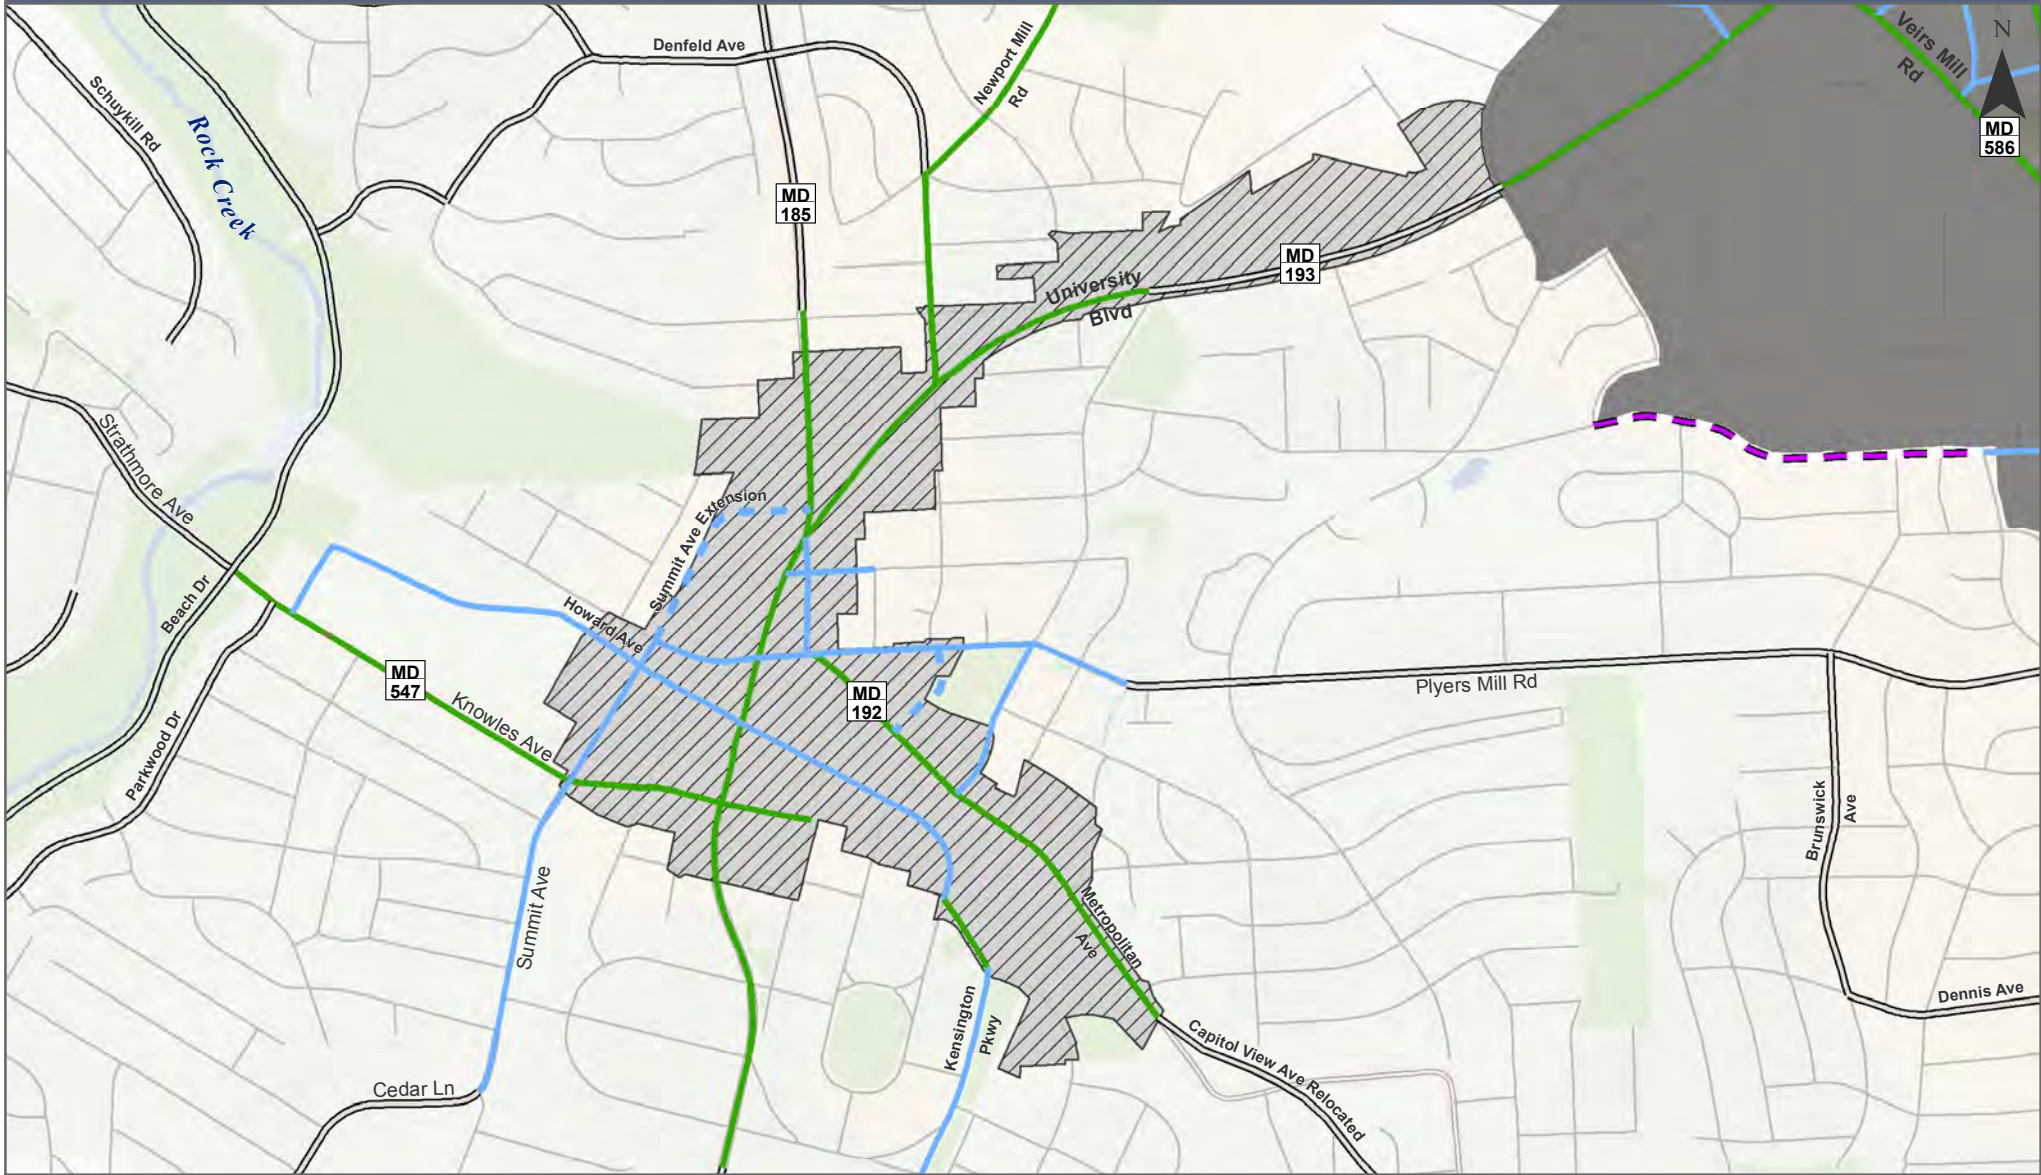 Denfeld Ave
Newport Mill
Rd
Veirs Mill
Rd
N
Schuykill Rd
Rock Creek
MD
586
MD
185
MD
193
University
Blvd
Strathmore Ave
Summit Ave Extension
Beach Dr
Howard Ave
MD
547
MD
192
Plyers Mill Rd
Knowles Ave
Parkwood Dr
Brunswick
Ave
Summit Ave
Metropolitan
Ave
Kensington
Pkwy
Dennis Ave
Capitol View Ave Relocated
Cedar Ln